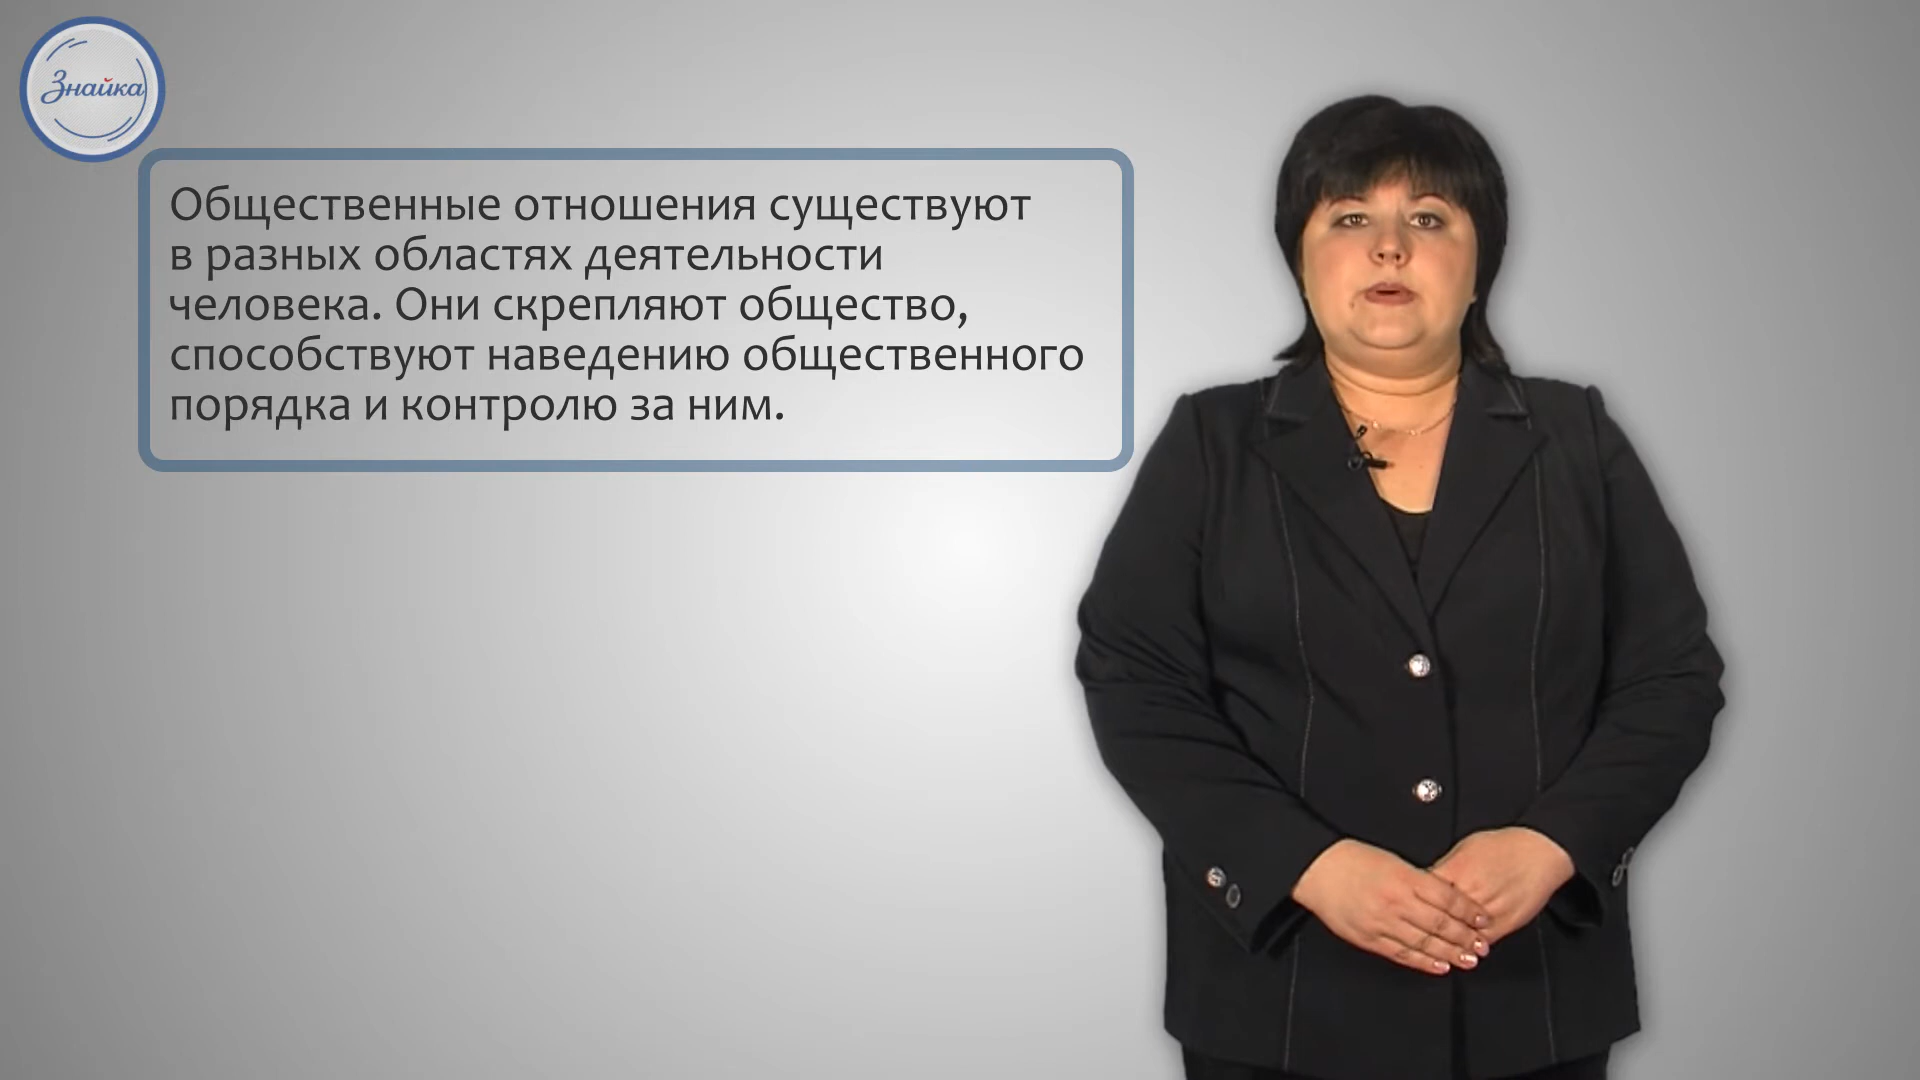 Знайка
Общественные отношения существуют
в разных областях деятельности
человека. Они скрепляют общество,
способствуют наведению общественного
порядка и контролю за ним.